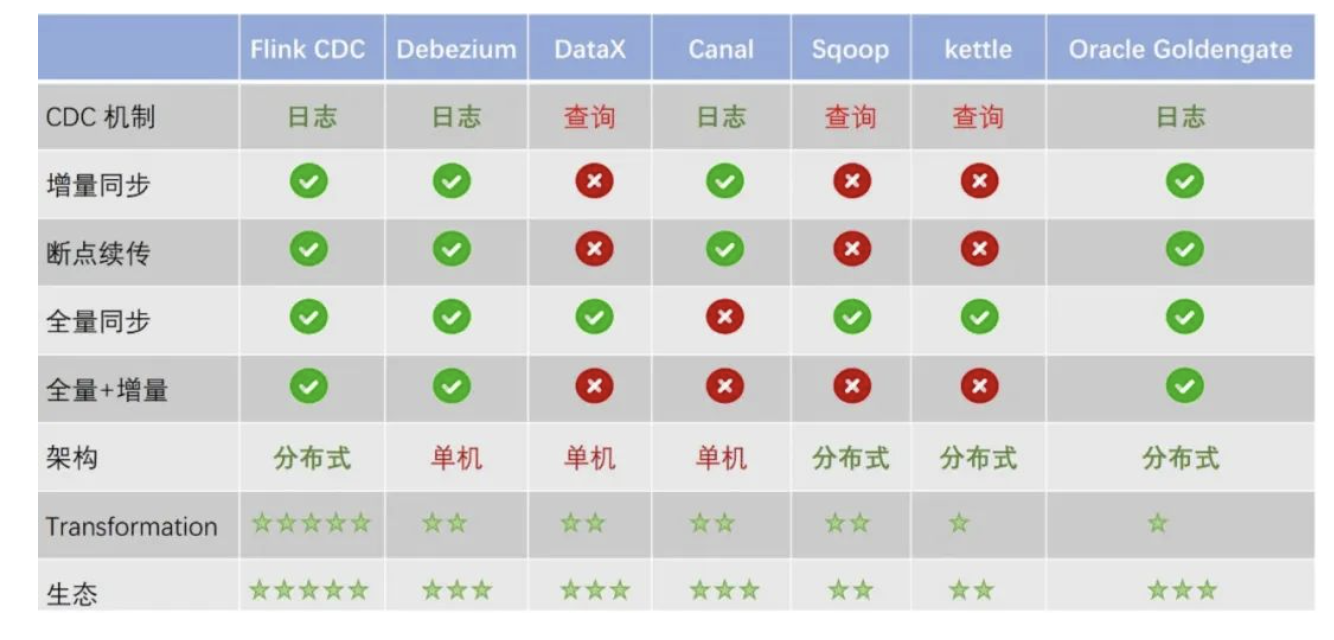 Flink CDC Debezium DataX Canal Sqoop kettle Oracle Goldengate
CDC 机制 日志 日志 查询 日志 查询 查询 日志
增量同步
断点续传
全量同步
全量+增量
架构 分布式 单机 单机 单机 分布式 分布式 分布式
Transformation
生态